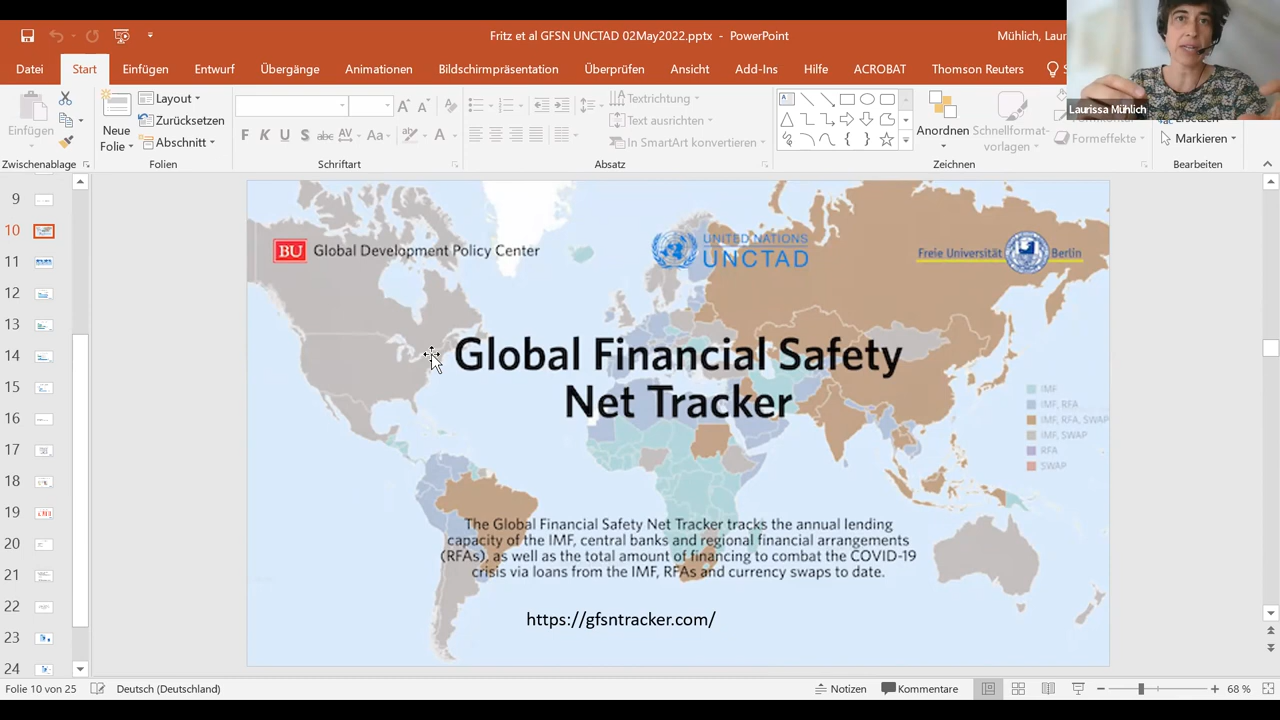 Fritz et al GFSN UNCTAD 02May2022.pptx - PowerPoint
Mühlich, Laur
Datei Start Einfügen Entwurf Übergänge Animationen Bildschirmpräsentation Überprüfen Ansicht Add-Ins Hilfe ACROBAT Thomson Reuters
Laurissa Mühlich
Einfügen
Zwischenablage
Neue
Folie
Layout
Zurücksetzen
Abschnitt
Folien
F K U S abc AV Aa A
Schriftart
Textrichtung
Text ausrichten
In SmartArt konvertieren
Absatz
Anordnen
Schnellformat-
vorlagen
Formeffekte
Zeichnen
Ersetzen
Markieren
Bearbeiten
9
10
11
12
13
14
15
16
17
18
19
20
21
22
23
24
BU Global Development Policy Center
UNITED NATIONS
UNCTAD
Freie Universität Berlin
Global Financial Safety
Net Tracker
IMF
IMF, RFA
IMF, RFA, SWAP
IMF, SWAP
RFA
SWAP
The Global Financial Safety Net Tracker tracks the annual lending
capacity of the IMF, central banks and regional financial arrangements
(RFAs), as well as the total amount of financing to combat the COVID-19
crisis via loans from the IMF, RFAs and currency swaps to date.
https://gfsntracker.com/
Folie 10 von 25 Deutsch (Deutschland) Notizen Kommentare 68 %